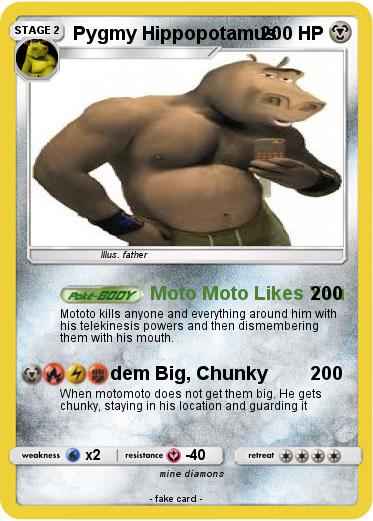 STAGE 2
Pygmy Hippopotamus 200 HP
Illus. father
Poké-BODY Moto Moto Likes 200
Mototo kills anyone and everything around him with
his telekinesis powers and then dismembering
them with his mouth.
dem Big, Chunky 200
When motomoto does not get them big. He gets
chunky, staying in his location and guarding it
weakness x2 resistance -40 retreat
mine diamons
- fake card -